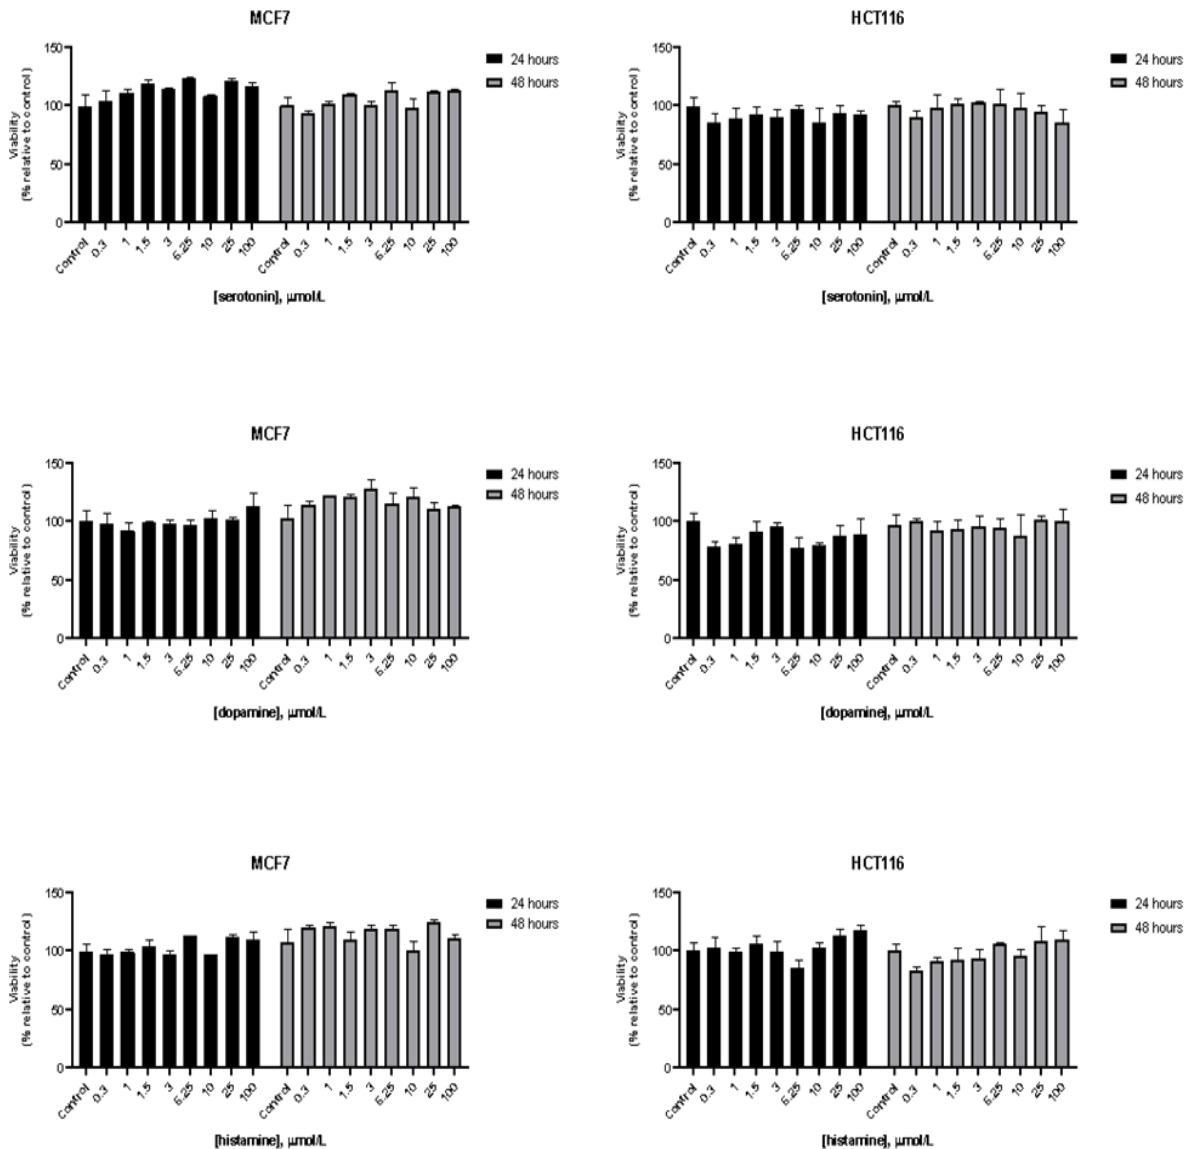 MCF7
150
100
50
0
Viability
(% relative to control)
24 hours
48 hours
Control 0.3 1 1.5 3 6.25 10 25 100 Control 0.3 1 1.5 3 6.25 10 25 100
[serotonin], µmol/L
HCT116
150
100
50
0
Viability
(% relative to control)
24 hours
48 hours
Control 0.3 1 1.5 3 6.25 10 25 100 Control 0.3 1 1.5 3 6.25 10 25 100
[serotonin], µmol/L
MCF7
150
100
50
0
Viability
(% relative to control)
24 hours
48 hours
Control 0.3 1 1.5 3 6.25 10 25 100 Control 0.3 1 1.5 3 6.25 10 25 100
[dopamine], µmol/L
HCT116
150
100
50
0
Viability
(% relative to control)
24 hours
48 hours
Control 0.3 1 1.5 3 6.25 10 25 100 Control 0.3 1 1.5 3 6.25 10 25 100
[dopamine], µmol/L
MCF7
150
100
50
0
Viability
(% relative to control)
24 hours
48 hours
Control 0.3 1 1.5 3 6.25 10 25 100 Control 0.3 1 1.5 3 6.25 10 25 100
[histamine], µmol/L
HCT116
150
100
50
0
Viability
(% relative to control)
24 hours
48 hours
Control 0.3 1 1.5 3 6.25 10 25 100 Control 0.3 1 1.5 3 6.25 10 25 100
[histamine], µmol/L